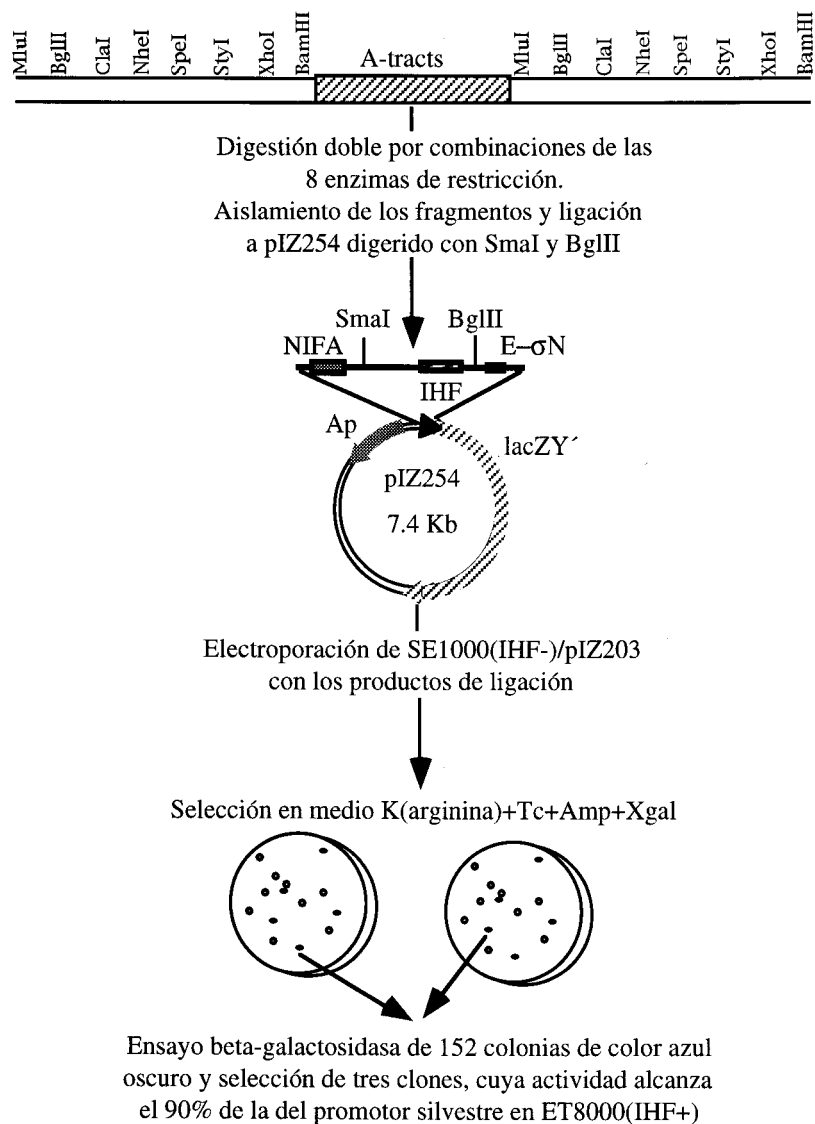 MluI BglII ClaI NheI SpeI StyI XhoI BamHI A-tracts MluI BglII ClaI NheI SpeI StyI XhoI BamHI
Digestión doble por combinaciones de las
8 enzimas de restricción.
Aislamiento de los fragmentos y ligación
a pIZ254 digerido con SmaI y BglII
SmaI BglII
NIFA E–σN
IHF
Ap
lacZY´
pIZ254
7.4 Kb
Electroporación de SE1000(IHF-)/pIZ203
con los productos de ligación
Selección en medio K(arginina)+Tc+Amp+Xgal
Ensayo beta-galactosidasa de 152 colonias de color azul
oscuro y selección de tres clones, cuya actividad alcanza
el 90% de la del promotor silvestre en ET8000(IHF+)